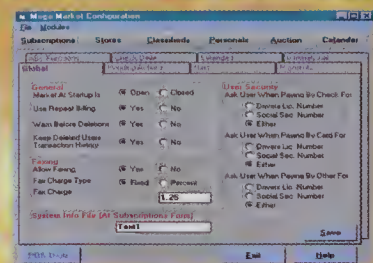 Mega Market Configuration
File Modules
Subscriptions Stores Classifieds Personals Auction Calender
Global
General
Market At Startup Is Open Closed
Use Repeat Billing Yes No
Warn Before Deletions Yes No
Keep Deleted Users Transaction History Yes No
Faxing
Allow Faxing Yes No
Fax Charge Type Fixed Percent
Fax Charge 1.25
System Info File (At Subscriptions Form)
Text1
User Security
Ask User When Paying By Check For
Drivers Lic. Number
Social Sec. Number
Either
Ask User When Paying By Card For
Drivers Lic. Number
Social Sec. Number
Either
Ask User When Paying By Other For
Drivers Lic. Number
Social Sec. Number
Either
Save
Exit Help